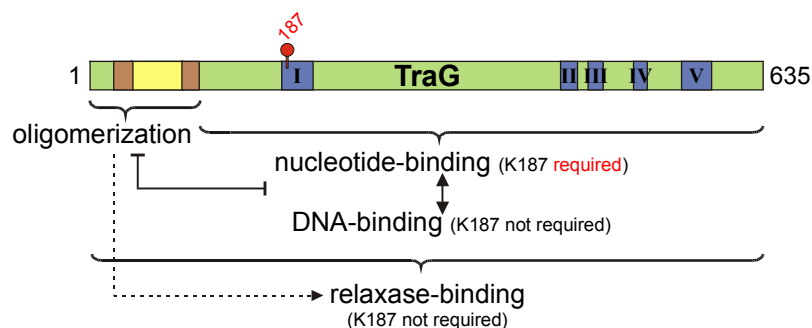 187
1 I TraG II III IV V 635
oligomerization
nucleotide-binding (K187 required)
DNA-binding (K187 not required)
relaxase-binding
(K187 not required)